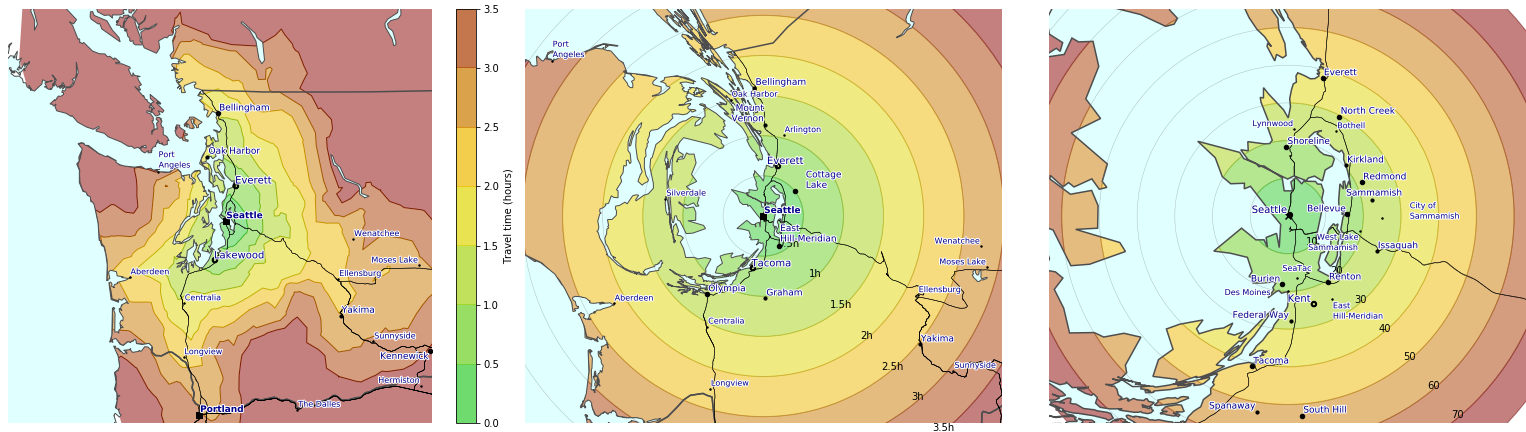 Bellingham
Oak Harbor
Port
Angeles
Everett
Seattle
Wenatchee
Lakewood
Moses Lake
Aberdeen
Ellensburg
Centralia
Yakima
Sunnyside
Longview
Kennewick
Hermiston
Portland
The Dalles
3.5
3.0
2.5
2.0
1.5
1.0
0.5
0.0
Travel time (hours)
Port
Angeles
Bellingham
Oak Harbor
Mount
Vernon
Arlington
Everett
Cottage
Lake
Silverdale
Seattle
East
Hill-Meridian
Wenatchee
Tacoma
Moses Lake
1h
Olympia
Graham
Ellensburg
Aberdeen
1.5h
Centralia
2h
Yakima
2.5h
Sunnyside
Longview
3h
3.5h
Everett
North Creek
Lynnwood
Bothell
Shoreline
Kirkland
Redmond
Sammamish
Seattle
Bellevue
City of
Sammamish
West Lake
Sammamish
10
Issaquah
SeaTac
20
Burien
Renton
Des Moines
Kent
30
East
Hill-Meridian
Federal Way
40
Tacoma
50
60
Spanaway
South Hill
70